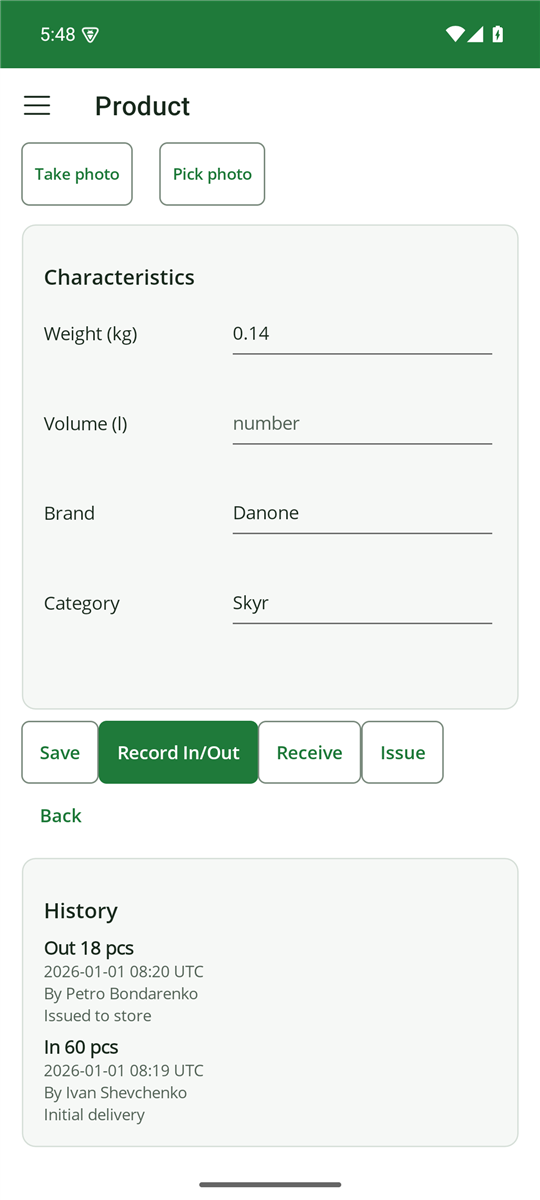 5:48
Product
Take photo
Pick photo
Characteristics
Weight (kg) 0.14
Volume (l) number
Brand Danone
Category Skyr
Save Record In/Out Receive Issue
Back
History
Out 18 pcs
2026-01-01 08:20 UTC
By Petro Bondarenko
Issued to store
In 60 pcs
2026-01-01 08:19 UTC
By Ivan Shevchenko
Initial delivery